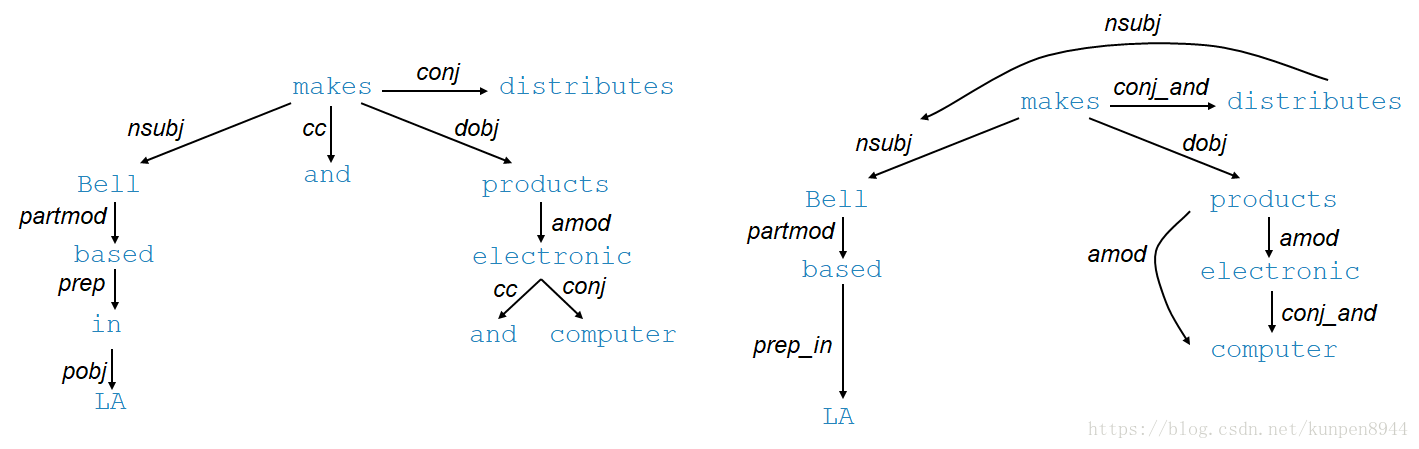 makes conj distributes
nsubj cc dobj
Bell and products
partmod amod
based electronic
prep cc conj
in and computer
pobj
LA
nsubj
makes conj_and distributes
nsubj dobj
Bell products
partmod amod amod
based electronic
conj_and
prep_in computer
LA
https://blog.csdn.net/kunpen8944